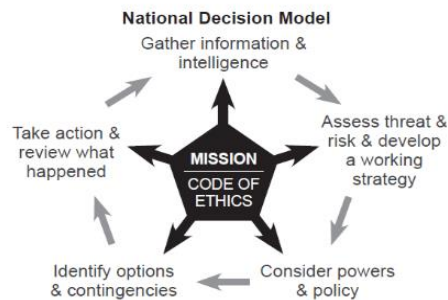 National Decision Model
Gather information &
intelligence
Assess threat &
risk & develop
a working
strategy
Consider powers
& policy
Identify options
& contingencies
Take action &
review what
happened
MISSION
CODE OF
ETHICS